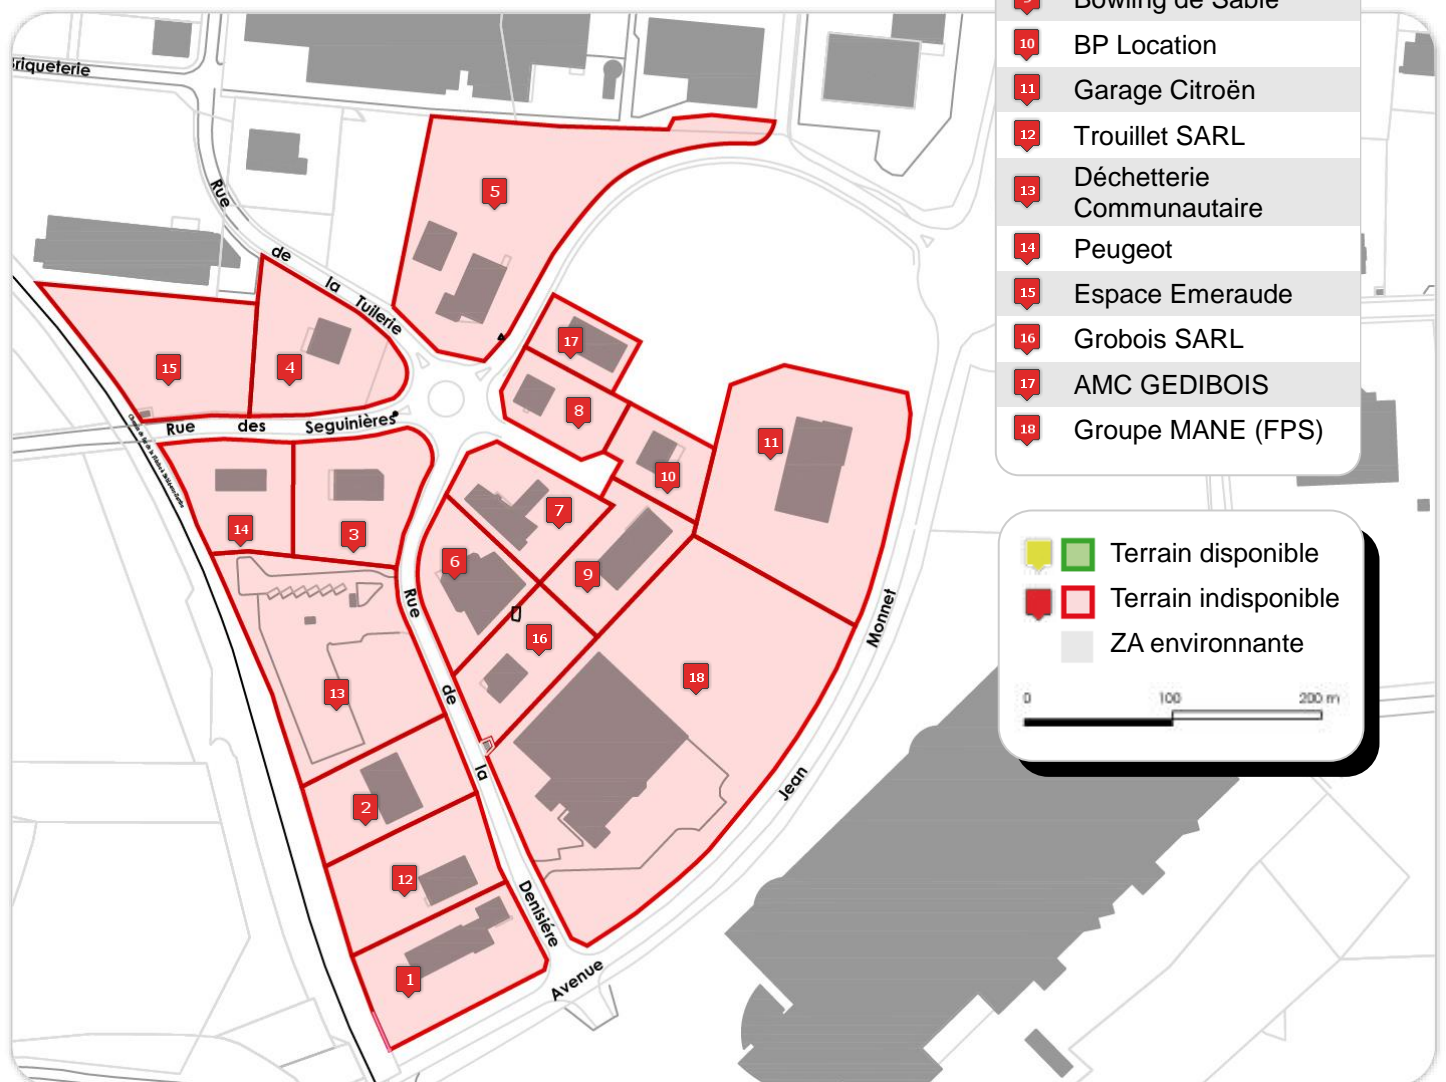 9 Bowling de Sablé
10 BP Location
11 Garage Citroën
12 Trouillet SARL
13 Déchetterie
Communautaire
14 Peugeot
15 Espace Emeraude
16 Grobois SARL
17 AMC GEDIBOIS
18 Groupe MANE (FPS)
Terrain disponible
Terrain indisponible
ZA environnante
0 100 200 m
riqueterie
Rue de la Tuilerie
Rue des Seguinières
Rue de la Denisière
Avenue Jean Monnet
5
17
15
4
8
11
10
14
3
7
6
9
16
13
18
2
12
1